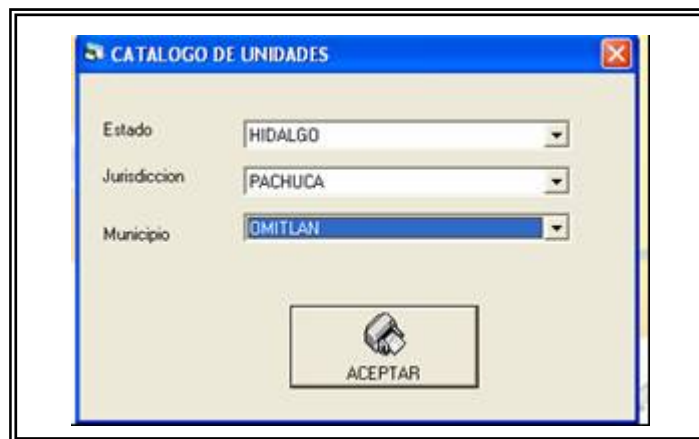 CATALOGO DE UNIDADES
Estado HIDALGO
Jurisdiccion PACHUCA
Municipio OMITLAN
ACEPTAR